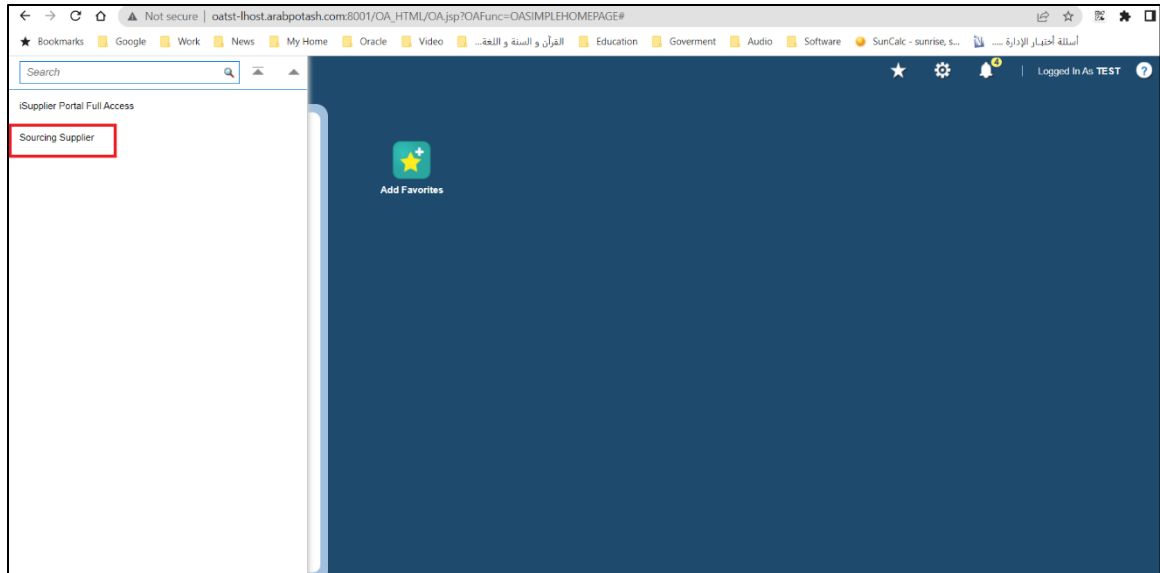 Not secure | oatst-lhost.arabpotash.com:8001/OA_HTML/OA.jsp?OAFunc=OASIMPLEHOMEPAGE#
Bookmarks Google Work News My Home Oracle Video القرآن و السنة و اللغة... Education Goverment Audio Software SunCalc - sunrise, s... أسئلة أختبار الإدارة .....
Search
4
| Logged In As TEST ?
iSupplier Portal Full Access
Sourcing Supplier
Add Favorites